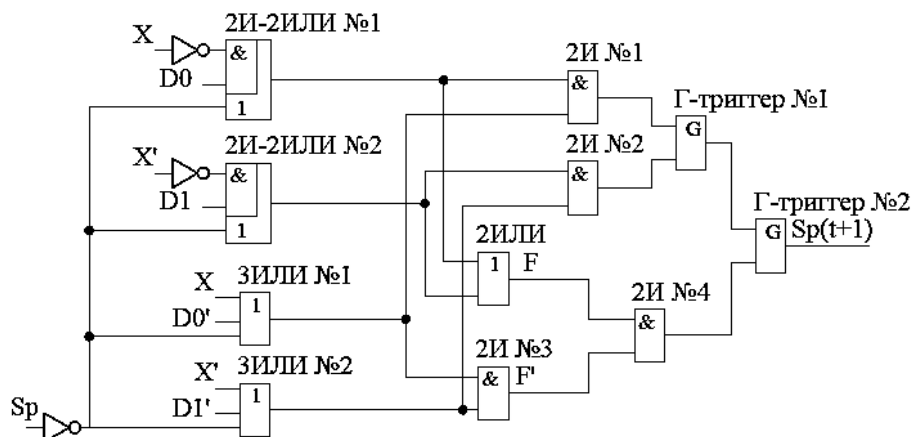 2И-2ИЛИ №1
X
&
D0
1
2И №1
&
Г-триггер №1
G
2И-2ИЛИ №2
X'
&
D1
1
2И №2
&
Г-триггер №2
G
Sp(t+1)
2ИЛИ
1
F
3ИЛИ №1
X
D0'
1
2И №4
&
2И №3
&
F'
3ИЛИ №2
X'
D1'
1
Sp